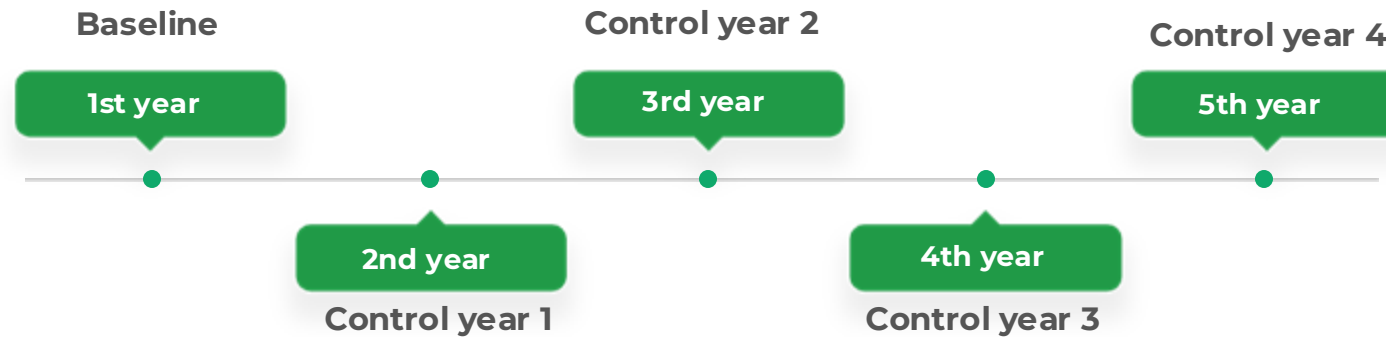 Baseline
1st year
2nd year
Control year 1
Control year 2
3rd year
4th year
Control year 3
Control year 4
5th year